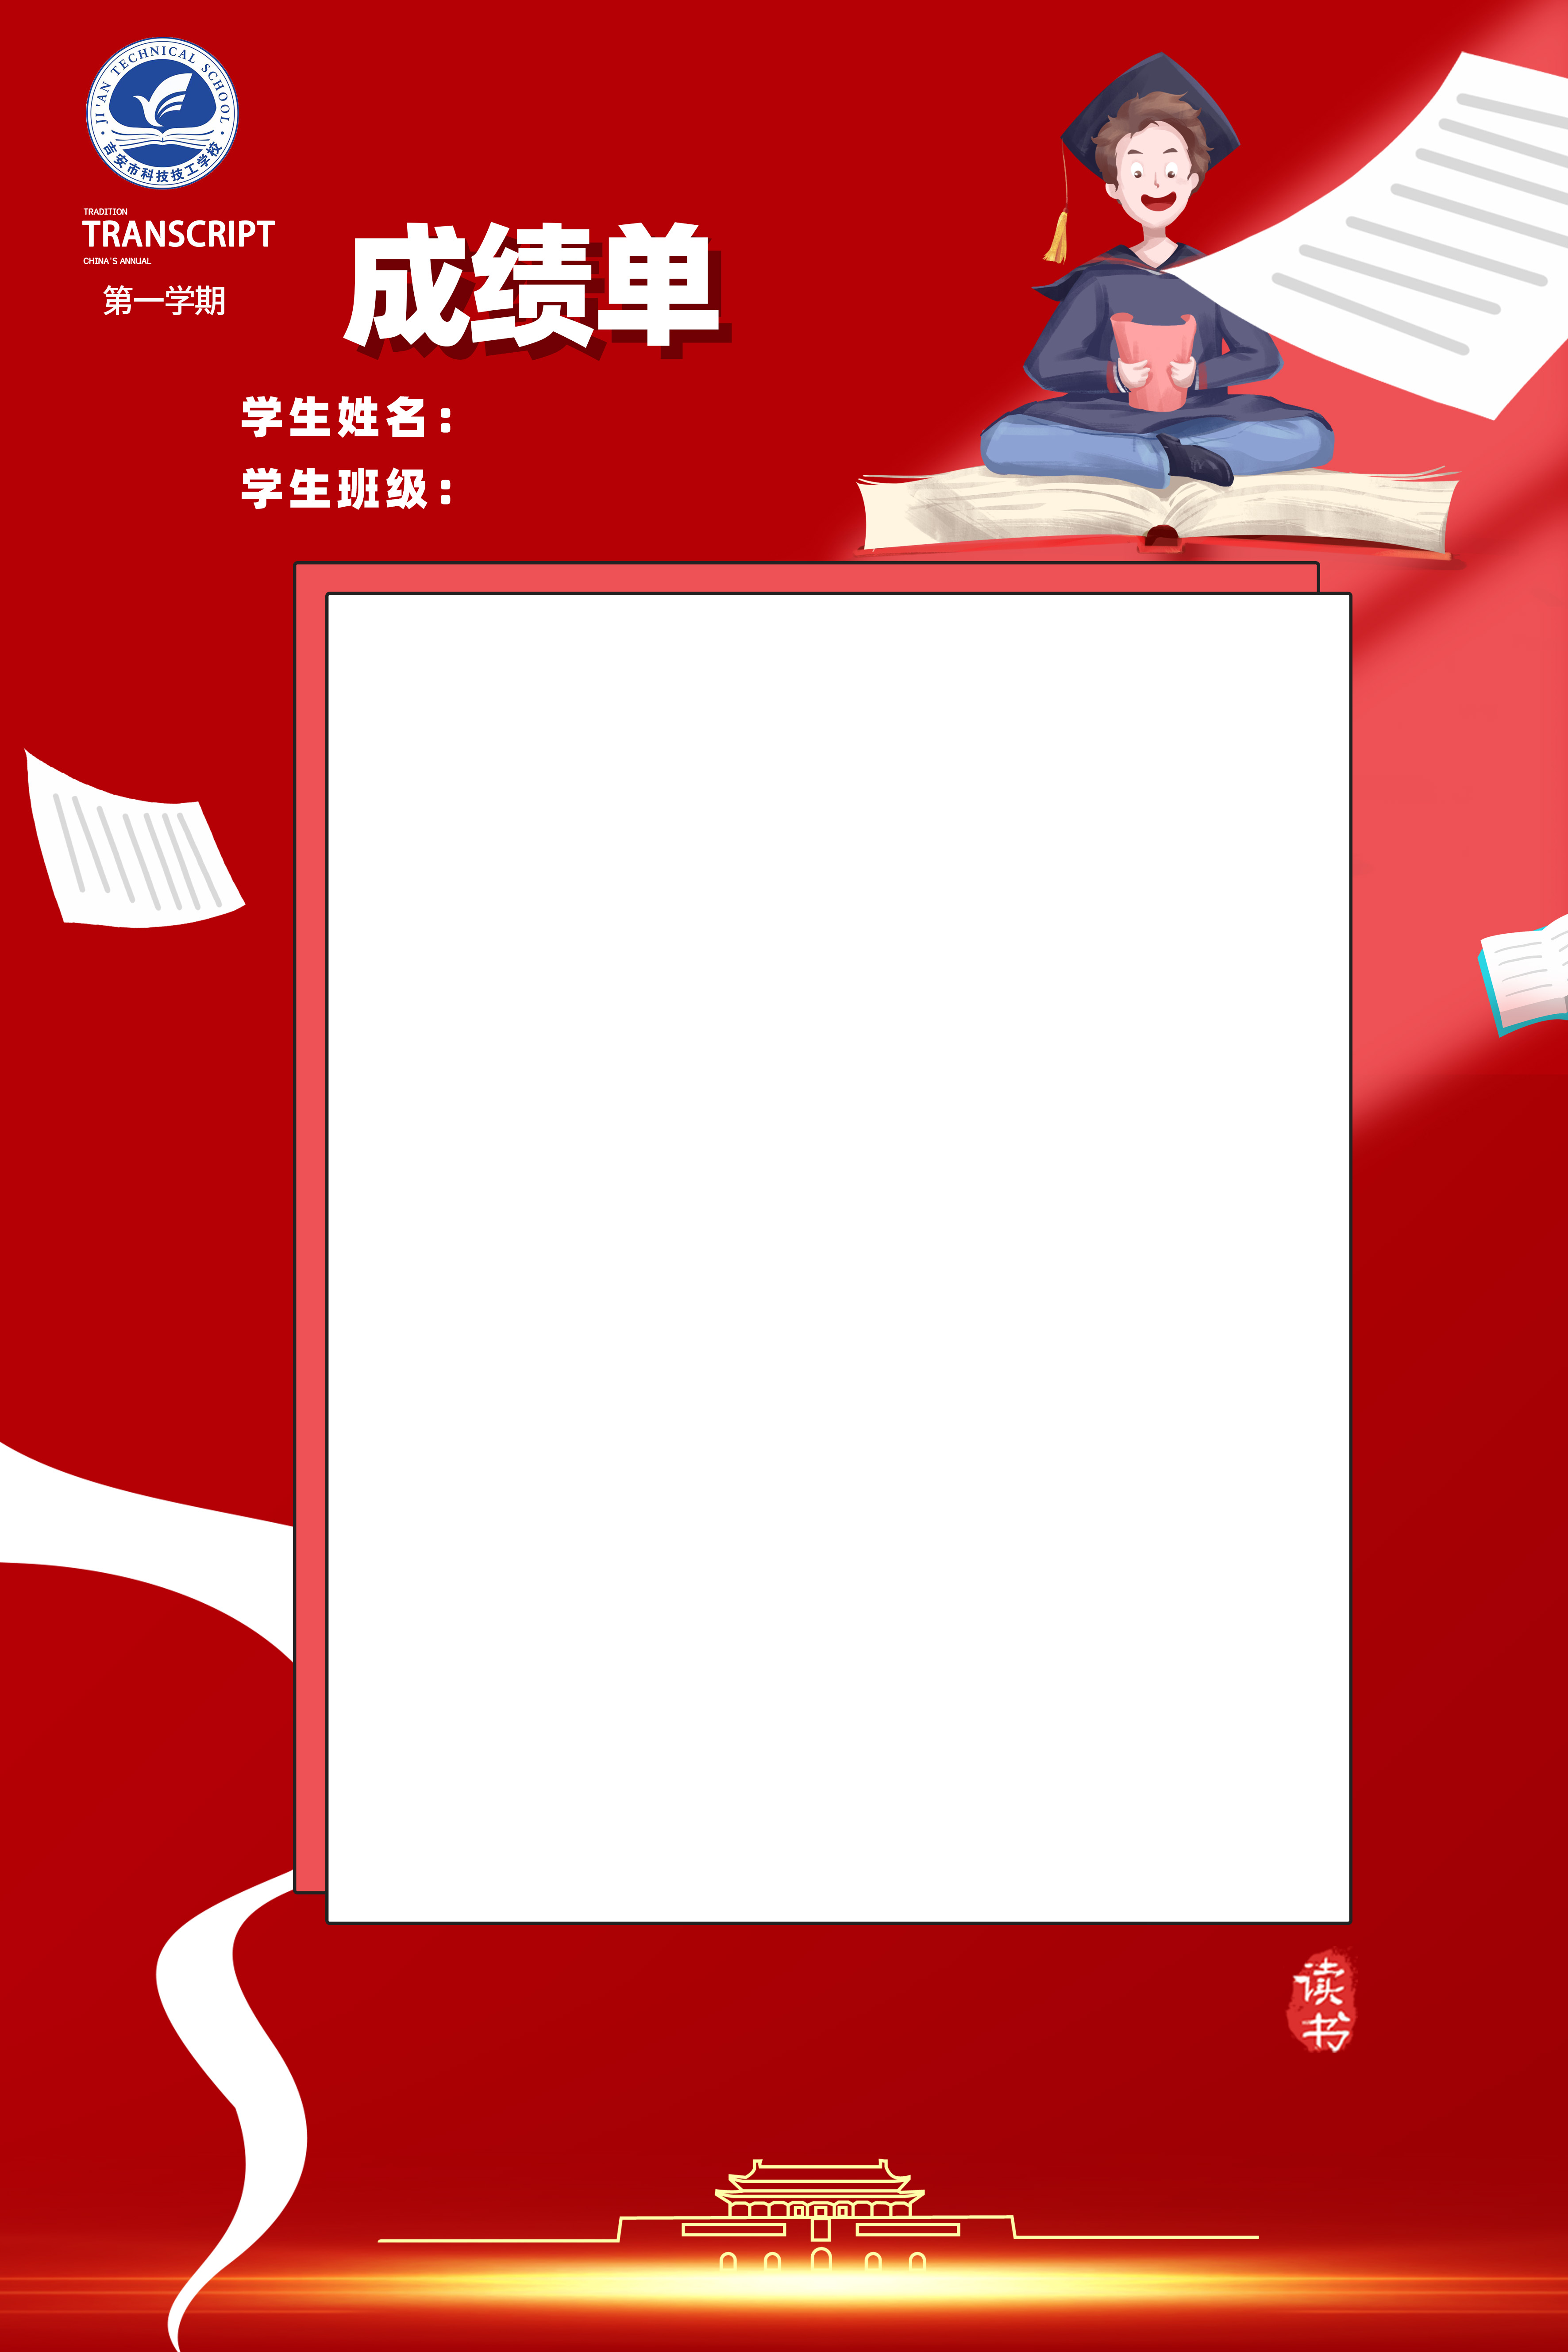 JI'AN TECHNICAL SCHOOL
吉安市科技技工学校
TRADITION
TRANSCRIPT
CHINA'S ANNUAL
第一学期
成绩单
学生姓名：
学生班级：
读
书